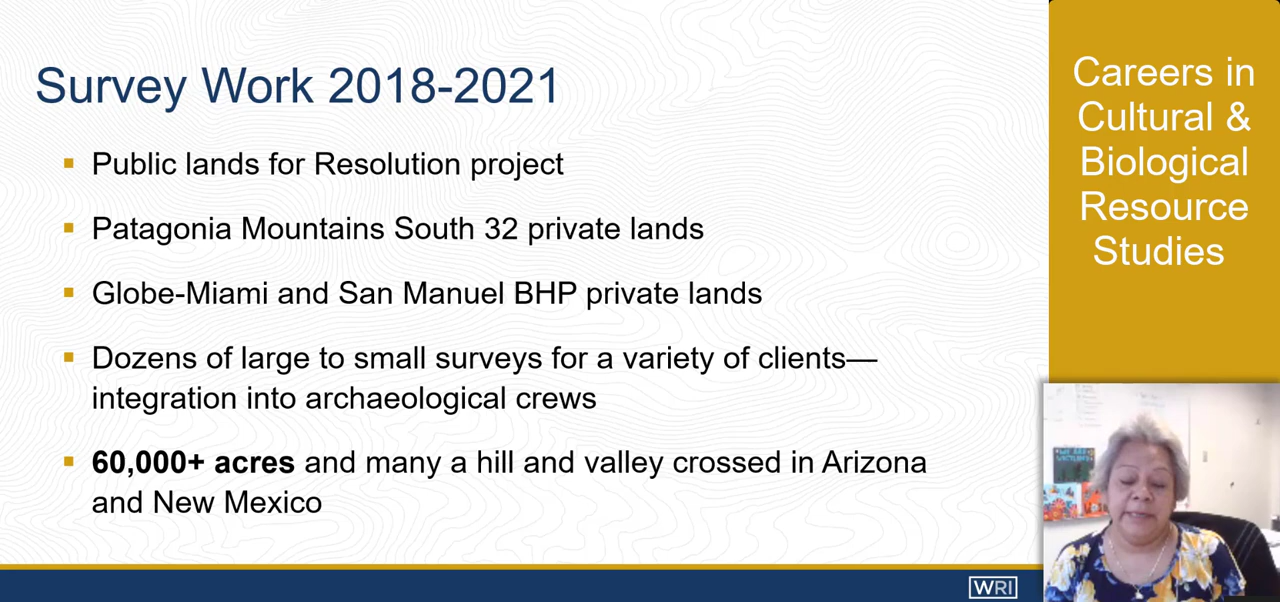 Survey Work 2018-2021
Public lands for Resolution project
Patagonia Mountains South 32 private lands
Globe-Miami and San Manuel BHP private lands
Dozens of large to small surveys for a variety of clients—
integration into archaeological crews
60,000+ acres and many a hill and valley crossed in Arizona
and New Mexico
WRI
Careers in
Cultural &
Biological
Resource
Studies